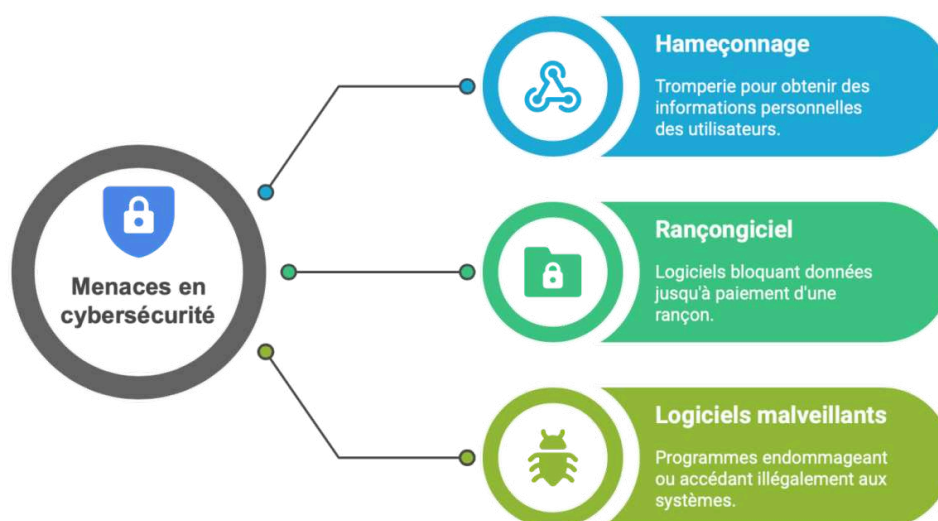 Menaces en
cybersécurité
Hameçonnage
Tromperie pour obtenir des
informations personnelles
des utilisateurs.
Rançongiciel
Logiciels bloquant données
jusqu'à paiement d'une
rançon.
Logiciels malveillants
Programmes endommageant
ou accédant illégalement aux
systèmes.